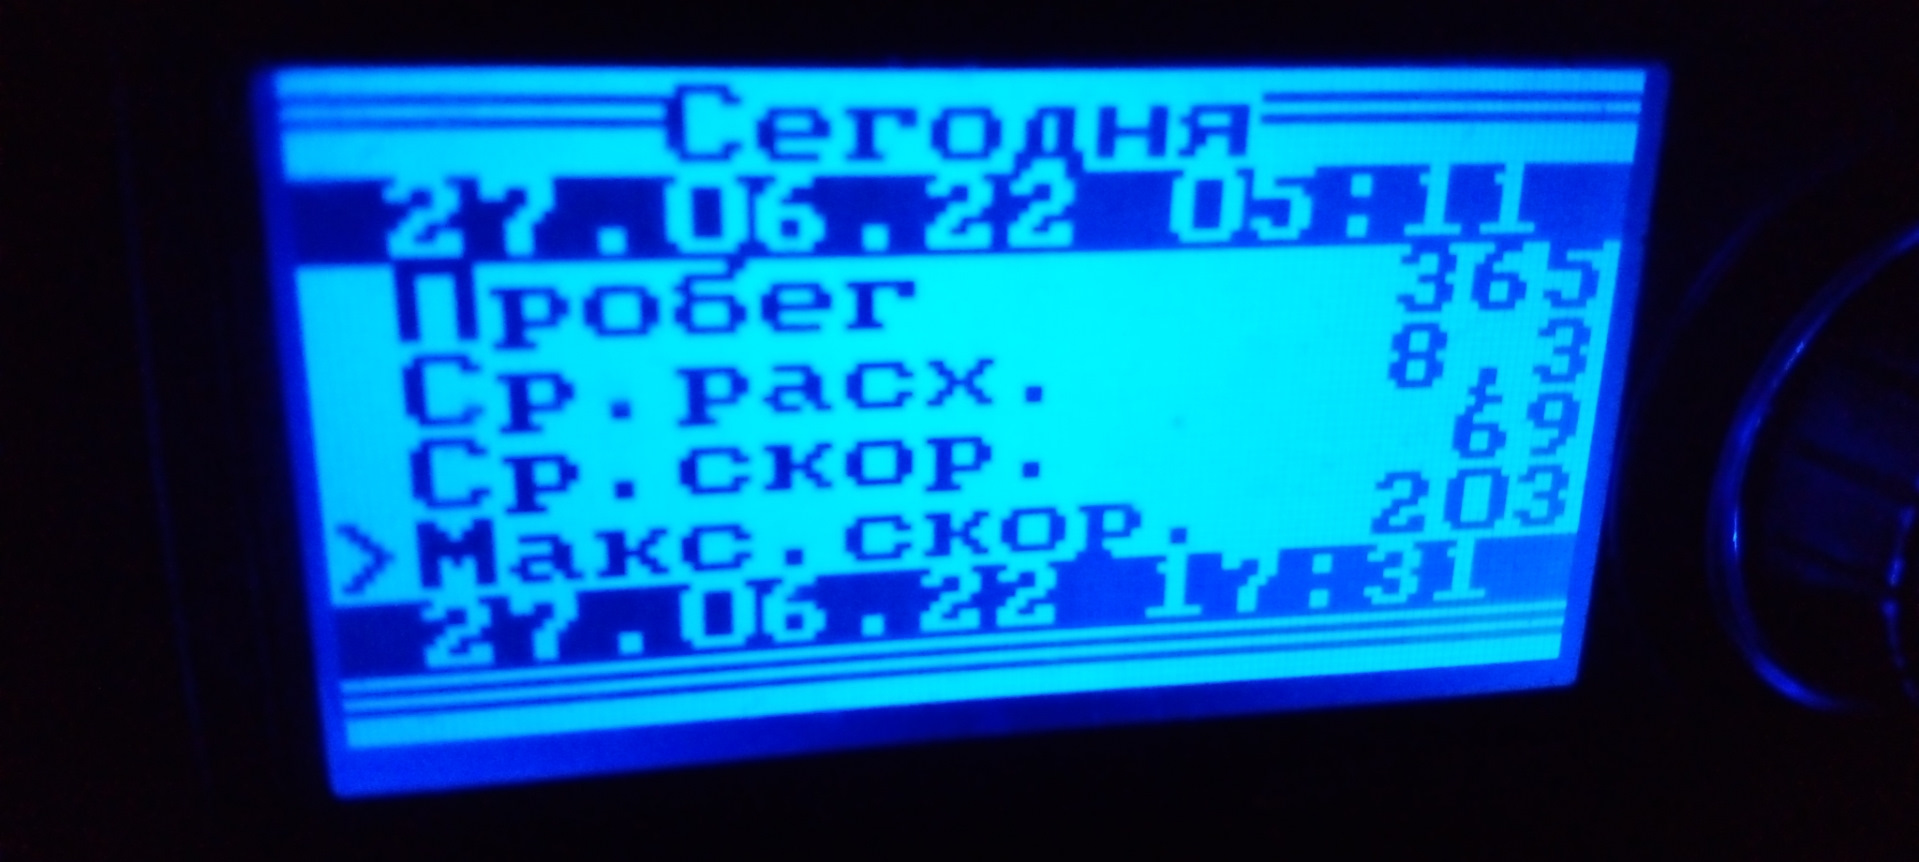 Сегодня
27.06.22 05:11
Пробег 365
Ср.расх. 8,3
Ср.скор. 69
>Макс.скор. 203
27.06.22 17:31